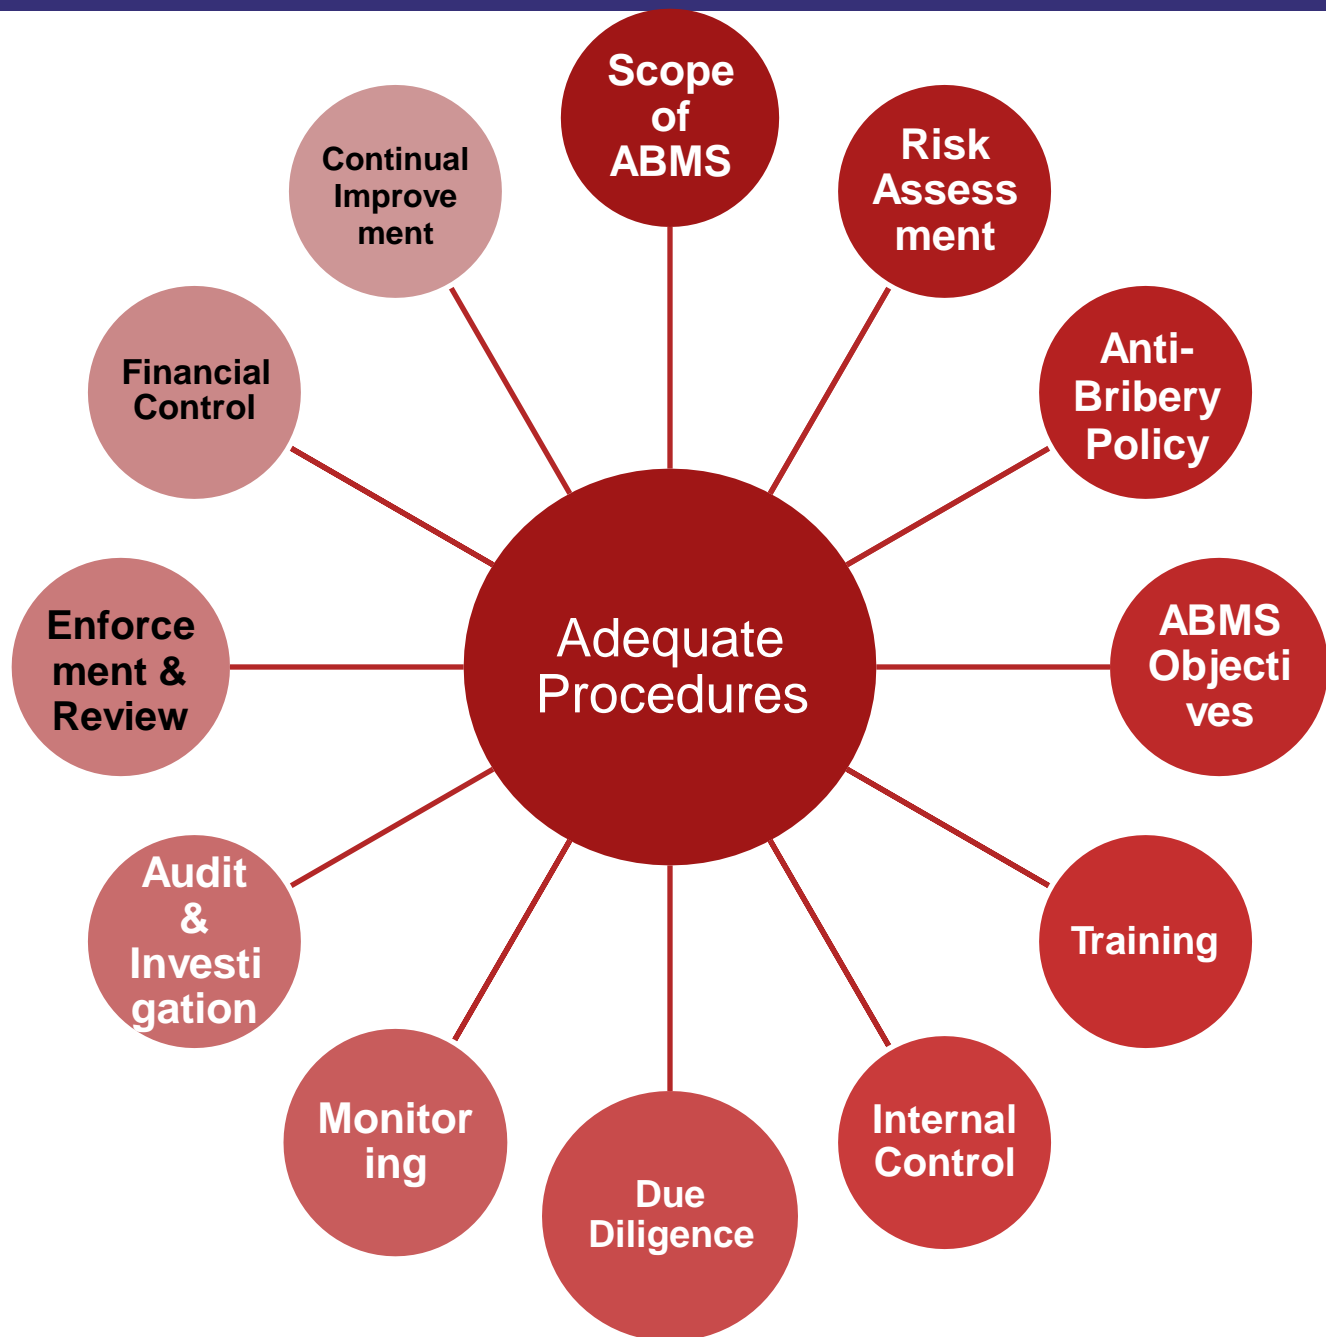 Scope
of
ABMS
Risk
Assess
ment
Anti-
Bribery
Policy
ABMS
Objecti
ves
Training
Internal
Control
Due
Diligence
Monitor
ing
Audit
&
Investi
gation
Enforce
ment &
Review
Financial
Control
Continual
Improve
ment
Adequate
Procedures